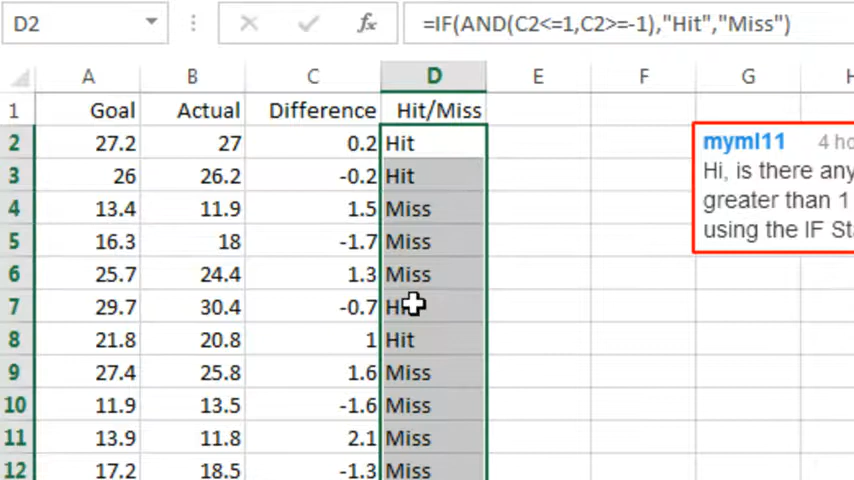 D2 fx =IF(AND(C2<=1,C2>=-1),"Hit","Miss")
A B C D E F G H
1 Goal Actual Difference Hit/Miss
2 27.2 27 0.2 Hit
3 26 26.2 -0.2 Hit
4 13.4 11.9 1.5 Miss
5 16.3 18 -1.7 Miss
6 25.7 24.4 1.3 Miss
7 29.7 30.4 -0.7
8 21.8 20.8 1 Hit
9 27.4 25.8 1.6 Miss
10 11.9 13.5 -1.6 Miss
11 13.9 11.8 2.1 Miss
12 17.2 18.5 -1.3 Miss
myml11 4
Hi, is there any
greater than 1
using the IF